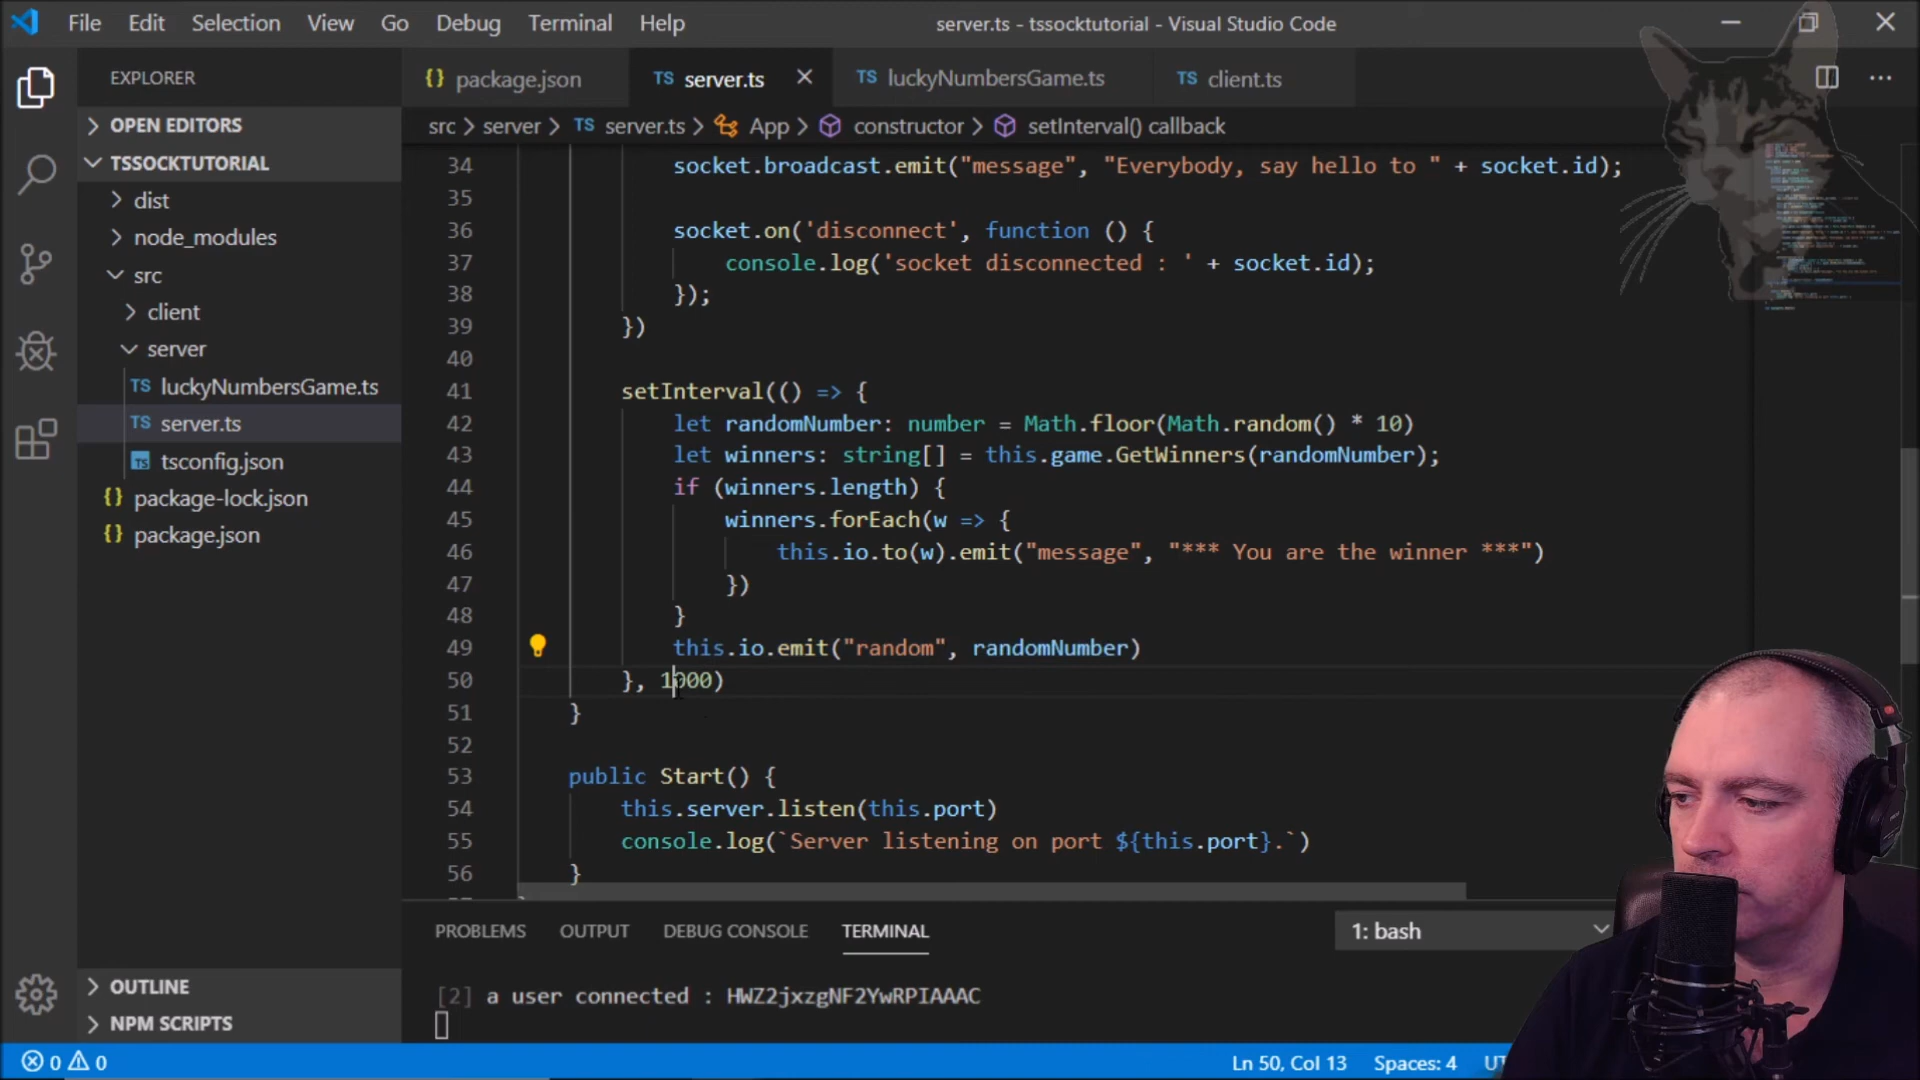 File Edit Selection View Go Debug Terminal Help
server.ts - tssocktutorial - Visual Studio Code
EXPLORER
OPEN EDITORS
TSSOCKTUTORIAL
dist
node_modules
src
client
server
TS luckyNumbersGame.ts
TS server.ts
tsconfig.json
{} package-lock.json
{} package.json
OUTLINE
NPM SCRIPTS
{} package.json
TS server.ts
TS luckyNumbersGame.ts
TS client.ts
src > server > TS server.ts > App > constructor > setInterval() callback
34 socket.broadcast.emit("message", "Everybody, say hello to " + socket.id);
35
36 socket.on('disconnect', function () {
37 console.log('socket disconnected : ' + socket.id);
38 });
39 })
40
41 setInterval(() => {
42 let randomNumber: number = Math.floor(Math.random() * 10)
43 let winners: string[] = this.game.GetWinners(randomNumber);
44 if (winners.length) {
45 winners.forEach(w => {
46 this.io.to(w).emit("message", "*** You are the winner ***")
47 })
48 }
49 this.io.emit("random", randomNumber)
50 }, 1000)
51 }
52
53 public Start() {
54 this.server.listen(this.port)
55 console.log(`Server listening on port ${this.port}.`)
56 }
PROBLEMS OUTPUT DEBUG CONSOLE TERMINAL
1: bash
[2] a user connected : HWZ2jxzgNF2YwRPIAAAC
0 0
Ln 50, Col 13 Spaces: 4